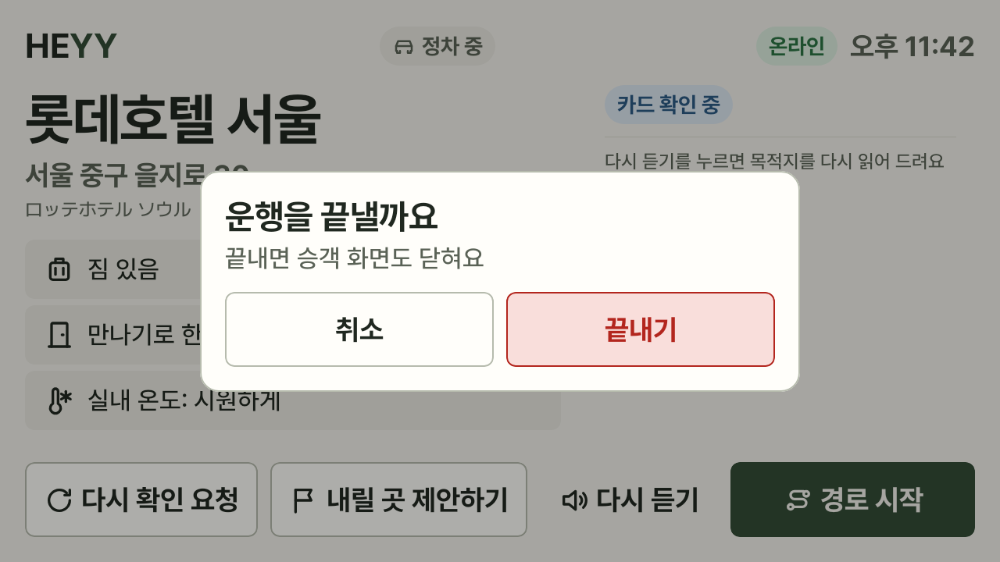 HEYY
정차 중
온라인
오후 11:42
롯데호텔 서울
카드 확인 중
서울 중구 을지로
다시 듣기를 누르면 목적지를 다시 읽어 드려요
ロッテホテル ソウル
운행을 끝낼까요
끝내면 승객 화면도 닫혀요
취소
끝내기
짐 있음
만나기로 한
실내 온도: 시원하게
다시 확인 요청
내릴 곳 제안하기
다시 듣기
경로 시작